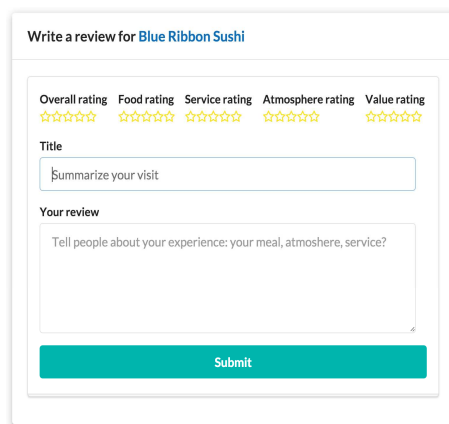 Write a review for Blue Ribbon Sushi
Overall rating Food rating Service rating Atmosphere rating Value rating
Title
Summarize your visit
Your review
Tell people about your experience: your meal, atmoshere, service?
Submit